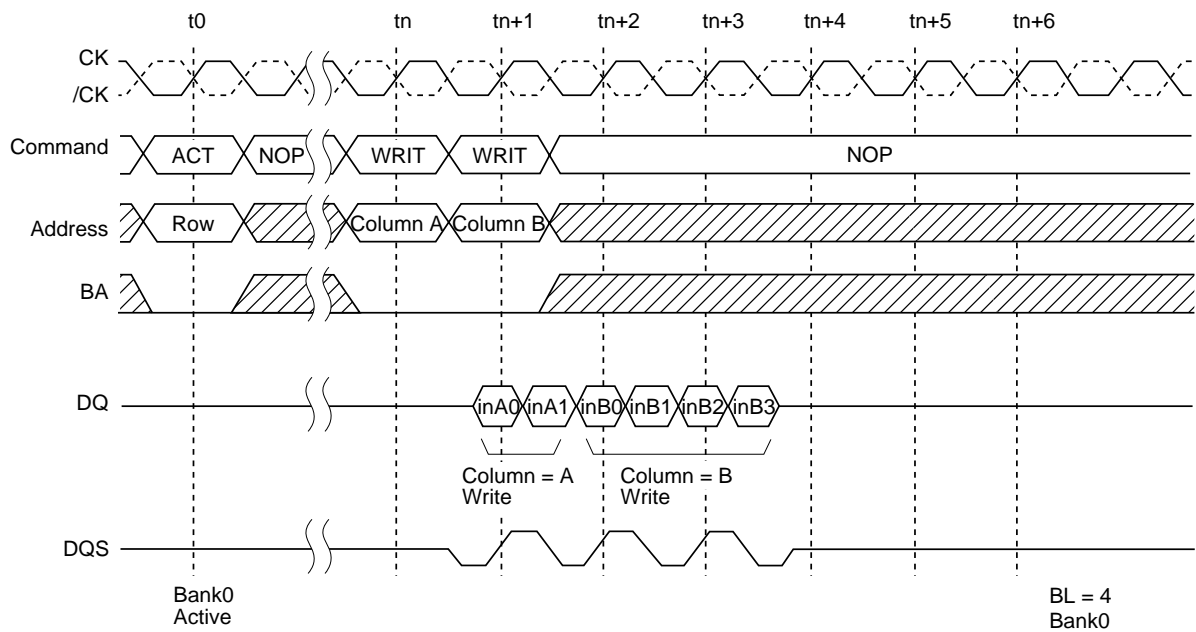 t0 tn tn+1 tn+2 tn+3 tn+4 tn+5 tn+6
CK
/CK
Command ACT NOP WRIT WRIT NOP
Address Row Column A Column B
BA
DQ inA0 inA1 inB0 inB1 inB2 inB3
Column = A Column = B
Write Write
DQS
Bank0 BL = 4
Active Bank0